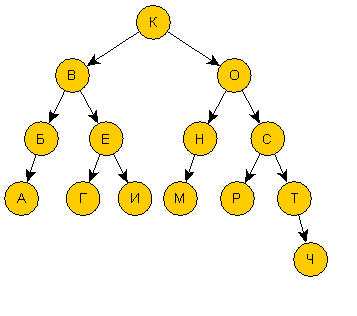 К
В О
Б Е Н С
А Г И М Р Т
Ч